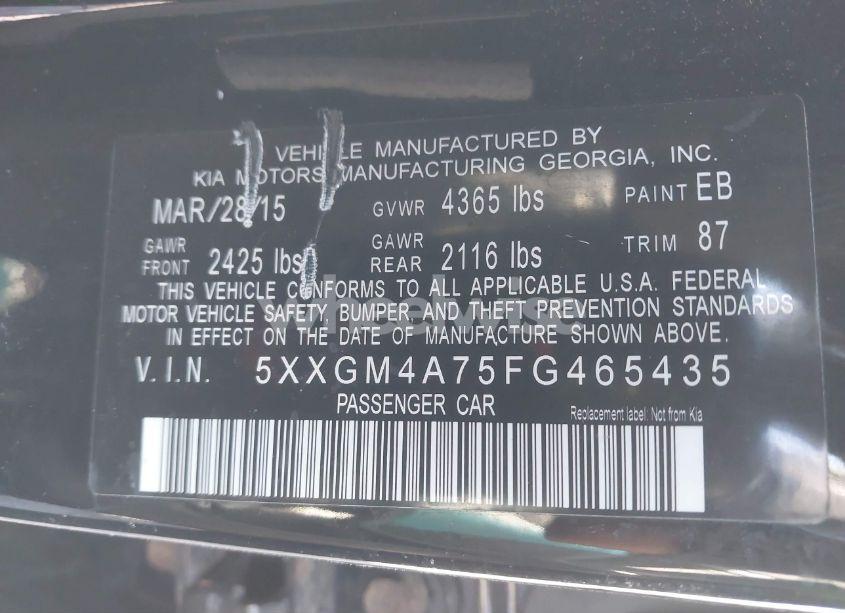 VEHICLE MANUFACTURED BY
KIA MOTORS MANUFACTURING GEORGIA, INC.
MAR/28/15 GVWR 4365 lbs PAINT EB
GAWR FRONT 2425 lbs GAWR REAR 2116 lbs TRIM 87
THIS VEHICLE CONFORMS TO ALL APPLICABLE U.S.A. FEDERAL
MOTOR VEHICLE SAFETY, BUMPER, AND THEFT PREVENTION STANDARDS
IN EFFECT ON THE DATE OF MANUFACTURE SHOWN ABOVE.
V.I.N. 5XXGM4A75FG465435
PASSENGER CAR
Replacement label: Not from Kia
wheelwise